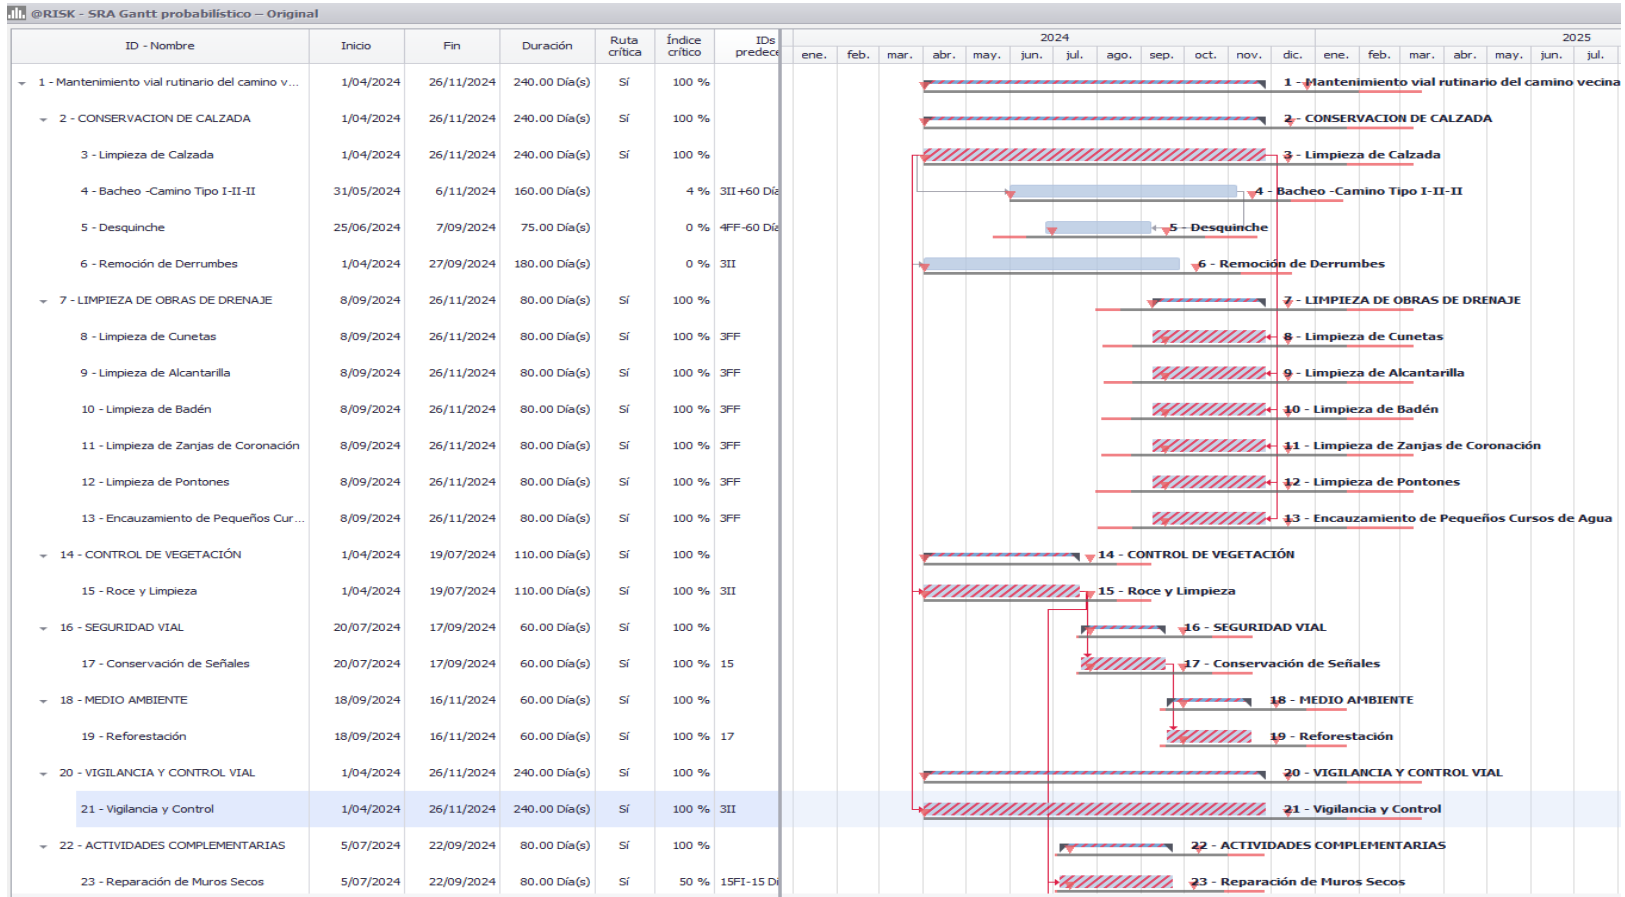 @RISK - SRA Gantt probabilístico – Original
ID - Nombre Inicio Fin Duración Ruta crítica Índice crítico IDs predece
2024 2025
ene. feb. mar. abr. may. jun. jul. ago. sep. oct. nov. dic. ene. feb. mar. abr. may. jun. jul.
1 - Mantenimiento vial rutinario del camino v... 1/04/2024 26/11/2024 240.00 Día(s) Sí 100 % 1 - Mantenimiento vial rutinario del camino vecina
2 - CONSERVACION DE CALZADA 1/04/2024 26/11/2024 240.00 Día(s) Sí 100 % 2 - CONSERVACION DE CALZADA
3 - Limpieza de Calzada 1/04/2024 26/11/2024 240.00 Día(s) Sí 100 % 3 - Limpieza de Calzada
4 - Bacheo -Camino Tipo I-II-II 31/05/2024 6/11/2024 160.00 Día(s) 4 % 3II+60 Día 4 - Bacheo -Camino Tipo I-II-II
5 - Desquinche 25/06/2024 7/09/2024 75.00 Día(s) 0 % 4FF-60 Día 5 - Desquinche
6 - Remoción de Derrumbes 1/04/2024 27/09/2024 180.00 Día(s) 0 % 3II 6 - Remoción de Derrumbes
7 - LIMPIEZA DE OBRAS DE DRENAJE 8/09/2024 26/11/2024 80.00 Día(s) Sí 100 % 7 - LIMPIEZA DE OBRAS DE DRENAJE
8 - Limpieza de Cunetas 8/09/2024 26/11/2024 80.00 Día(s) Sí 100 % 3FF 8 - Limpieza de Cunetas
9 - Limpieza de Alcantarilla 8/09/2024 26/11/2024 80.00 Día(s) Sí 100 % 3FF 9 - Limpieza de Alcantarilla
10 - Limpieza de Badén 8/09/2024 26/11/2024 80.00 Día(s) Sí 100 % 3FF 10 - Limpieza de Badén
11 - Limpieza de Zanjas de Coronación 8/09/2024 26/11/2024 80.00 Día(s) Sí 100 % 3FF 11 - Limpieza de Zanjas de Coronación
12 - Limpieza de Pontones 8/09/2024 26/11/2024 80.00 Día(s) Sí 100 % 3FF 12 - Limpieza de Pontones
13 - Encauzamiento de Pequeños Cur... 8/09/2024 26/11/2024 80.00 Día(s) Sí 100 % 3FF 13 - Encauzamiento de Pequeños Cursos de Agua
14 - CONTROL DE VEGETACIÓN 1/04/2024 19/07/2024 110.00 Día(s) Sí 100 % 14 - CONTROL DE VEGETACIÓN
15 - Roce y Limpieza 1/04/2024 19/07/2024 110.00 Día(s) Sí 100 % 3II 15 - Roce y Limpieza
16 - SEGURIDAD VIAL 20/07/2024 17/09/2024 60.00 Día(s) Sí 100 % 16 - SEGURIDAD VIAL
17 - Conservación de Señales 20/07/2024 17/09/2024 60.00 Día(s) Sí 100 % 15 17 - Conservación de Señales
18 - MEDIO AMBIENTE 18/09/2024 16/11/2024 60.00 Día(s) Sí 100 % 18 - MEDIO AMBIENTE
19 - Reforestación 18/09/2024 16/11/2024 60.00 Día(s) Sí 100 % 17 19 - Reforestación
20 - VIGILANCIA Y CONTROL VIAL 1/04/2024 26/11/2024 240.00 Día(s) Sí 100 % 20 - VIGILANCIA Y CONTROL VIAL
21 - Vigilancia y Control 1/04/2024 26/11/2024 240.00 Día(s) Sí 100 % 3II 21 - Vigilancia y Control
22 - ACTIVIDADES COMPLEMENTARIAS 5/07/2024 22/09/2024 80.00 Día(s) Sí 100 % 22 - ACTIVIDADES COMPLEMENTARIAS
23 - Reparación de Muros Secos 5/07/2024 22/09/2024 80.00 Día(s) Sí 50 % 15FI-15 Di 23 - Reparación de Muros Secos